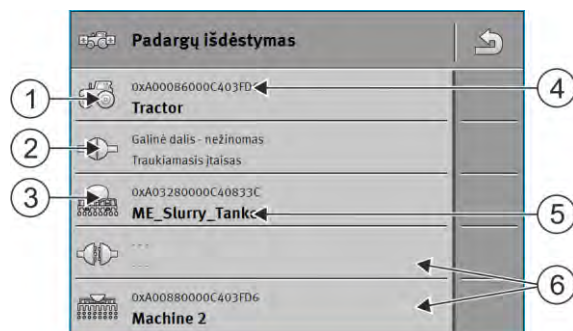 Padargų išdėstymas
0xA00086000C403FD
Tractor
Galinė dalis - nežinomas
Traukiamasis įtaisas
0xA03280000C40833C
ME_Slurry_Tank
- - -
- - -
0xA00880000C403FD6
Machine 2
1
2
3
4
5
6